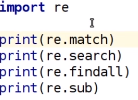 import re
print(re.match)
print(re.search)
print(re.findall)
print(re.sub)